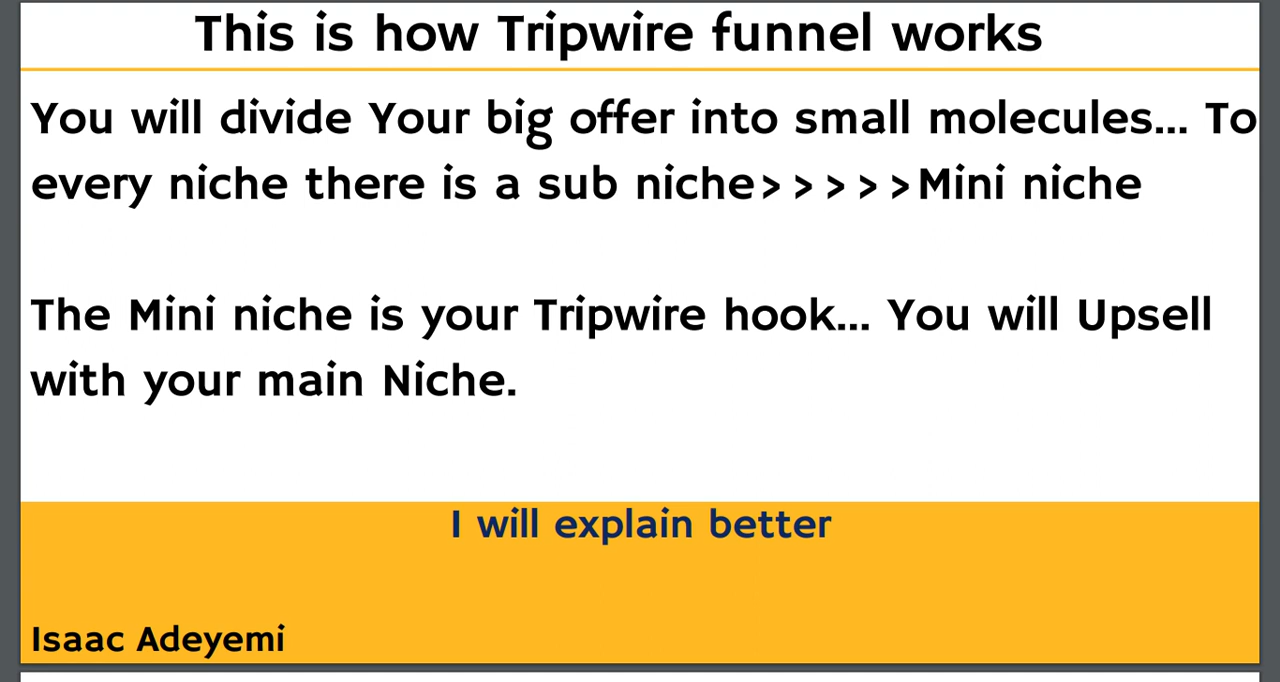 This is how Tripwire funnel works
You will divide Your big offer into small molecules... To
every niche there is a sub niche>>>>>Mini niche
The Mini niche is your Tripwire hook... You will Upsell
with your main Niche.
I will explain better
Isaac Adeyemi